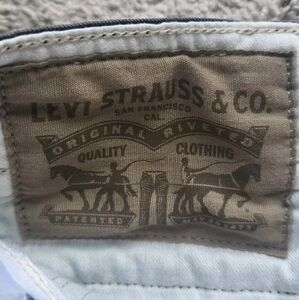 LEVI STRAUSS & CO.
SAN FRANCISCO
CAL.
ORIGINAL RIVETED
QUALITY CLOTHING
PATENTED